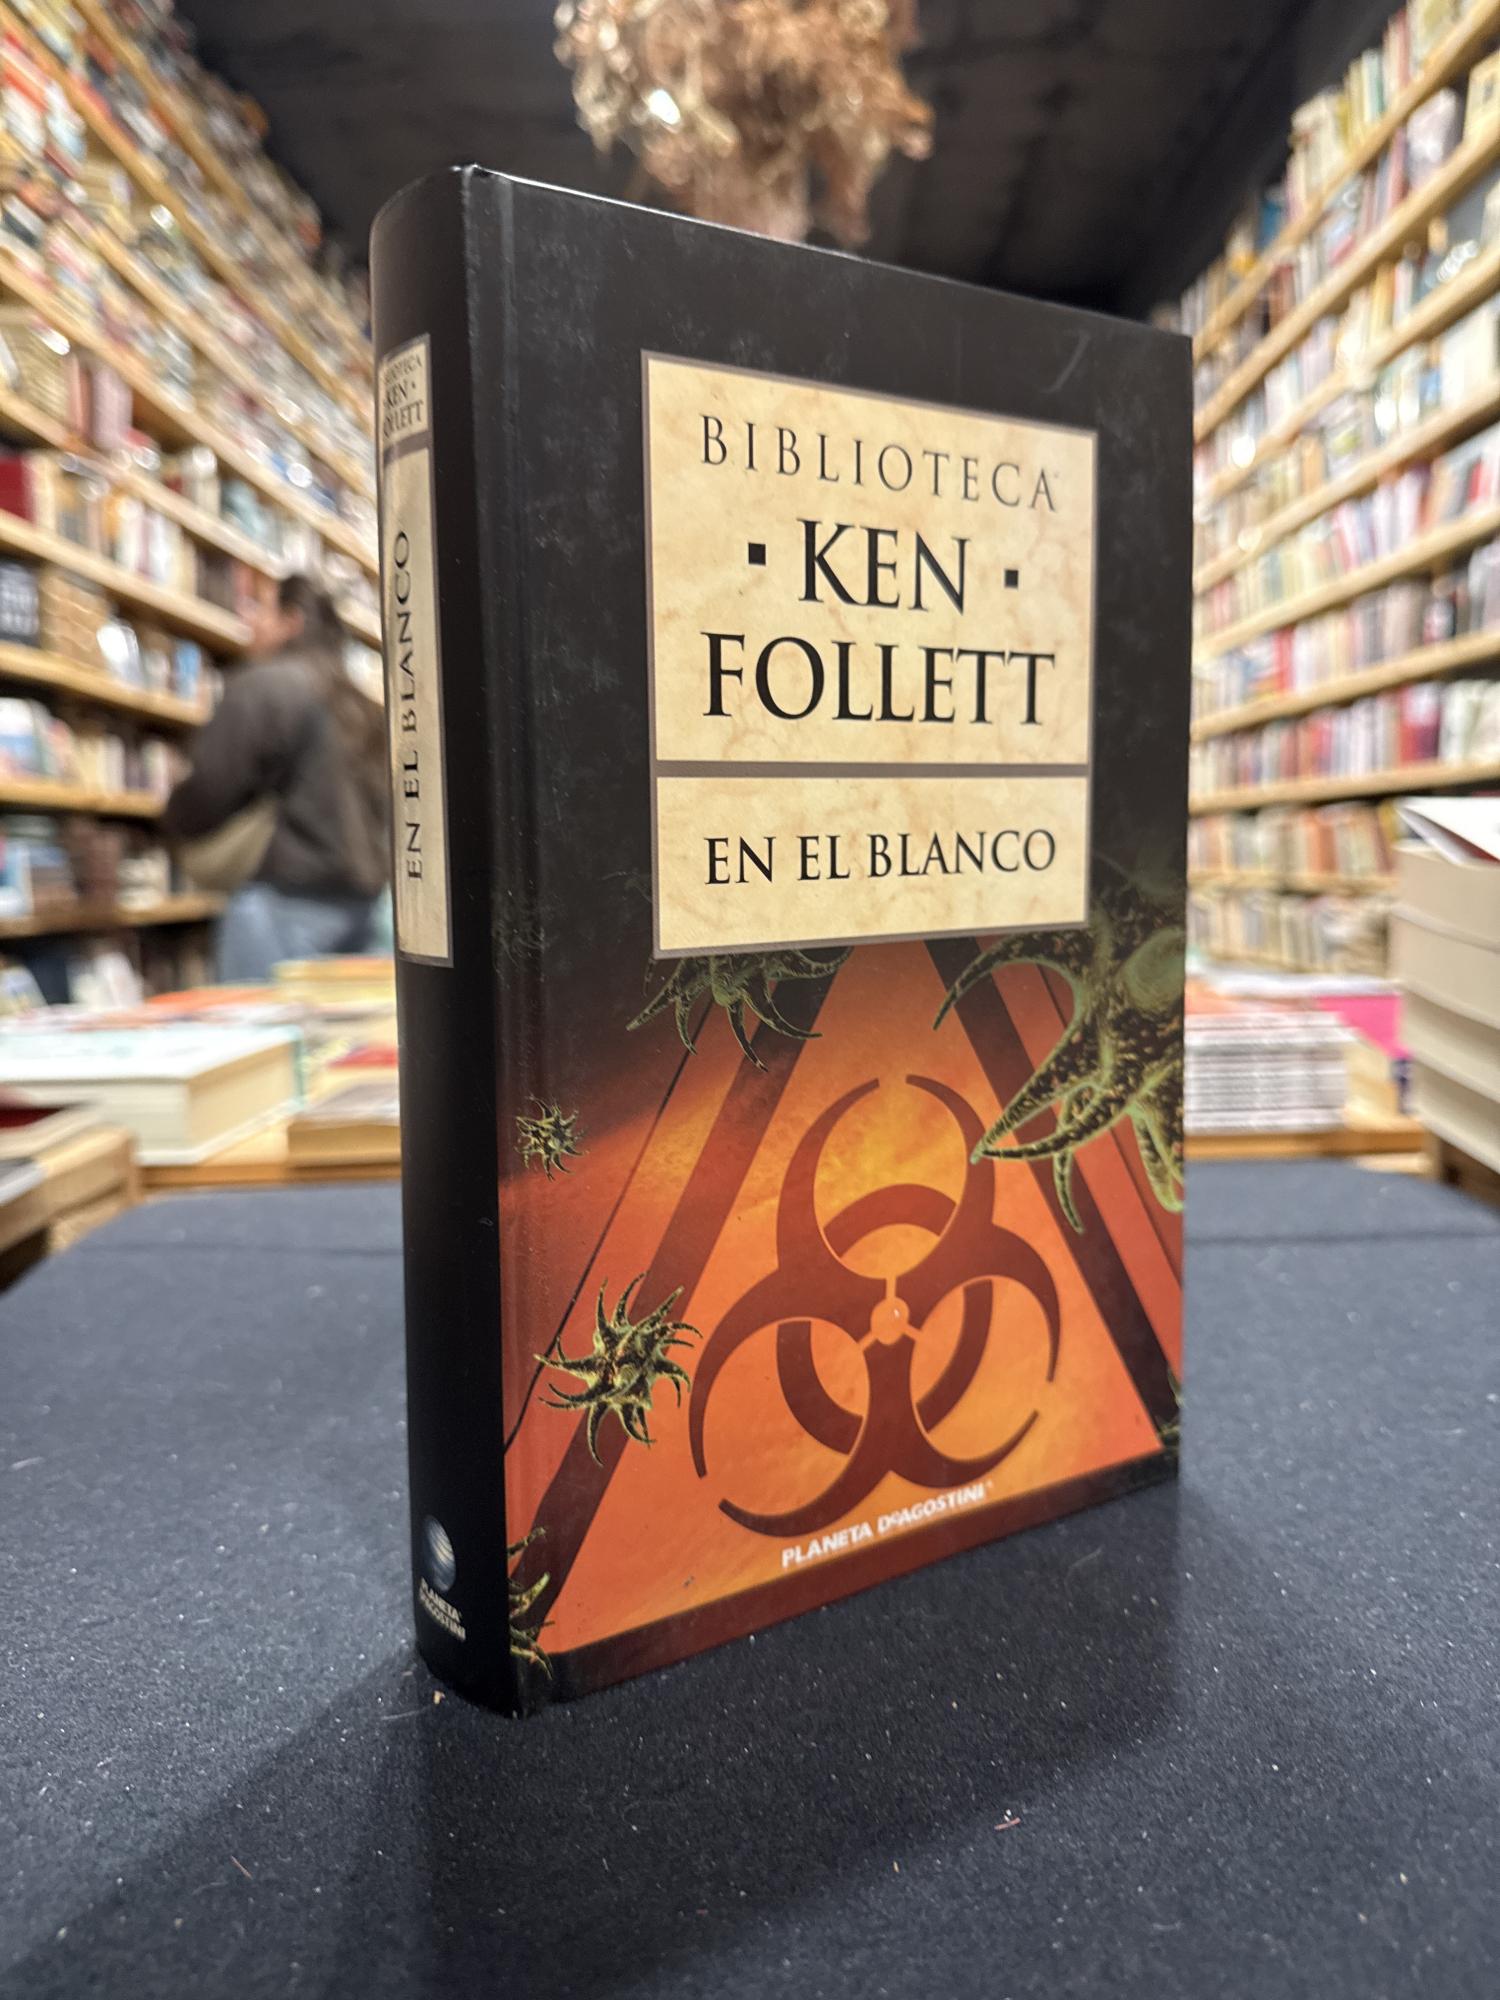 BIBLIOTECA
KEN
FOLLETT
EN EL BLANCO
BIBLIOTECA
· KEN ·
FOLLETT
EN EL BLANCO
PLANETA DeAGOSTINI
PLANETA
DeAGOSTINI